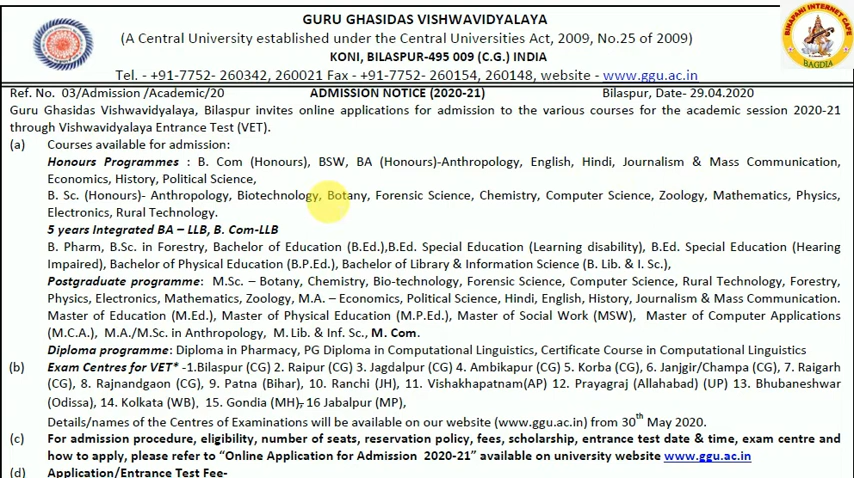 GURU GHASIDAS VISHWAVIDYALAYA
(A Central University established under the Central Universities Act, 2009, No.25 of 2009)
KONI, BILASPUR-495 009 (C.G.) INDIA
Tel. - +91-7752- 260342, 260021 Fax - +91-7752- 260154, 260148, website - www.ggu.ac.in
BINAPANI INTERNET CAFE
BAGDIA
Ref. No. 03/Admission /Academic/20 ADMISSION NOTICE (2020-21) Bilaspur, Date- 29.04.2020
Guru Ghasidas Vishwavidyalaya, Bilaspur invites online applications for admission to the various courses for the academic session 2020-21
through Vishwavidyalaya Entrance Test (VET).
(a) Courses available for admission:
Honours Programmes : B. Com (Honours), BSW, BA (Honours)-Anthropology, English, Hindi, Journalism & Mass Communication,
Economics, History, Political Science,
B. Sc. (Honours)- Anthropology, Biotechnology, Botany, Forensic Science, Chemistry, Computer Science, Zoology, Mathematics, Physics,
Electronics, Rural Technology.
5 years Integrated BA – LLB, B. Com-LLB
B. Pharm, B.Sc. in Forestry, Bachelor of Education (B.Ed.),B.Ed. Special Education (Learning disability), B.Ed. Special Education (Hearing
Impaired), Bachelor of Physical Education (B.P.Ed.), Bachelor of Library & Information Science (B. Lib. & I. Sc.),
Postgraduate programme: M.Sc. – Botany, Chemistry, Bio-technology, Forensic Science, Computer Science, Rural Technology, Forestry,
Physics, Electronics, Mathematics, Zoology, M.A. – Economics, Political Science, Hindi, English, History, Journalism & Mass Communication.
Master of Education (M.Ed.), Master of Physical Education (M.P.Ed.), Master of Social Work (MSW), Master of Computer Applications
(M.C.A.), M.A./M.Sc. in Anthropology, M. Lib. & Inf. Sc., M. Com.
Diploma programme: Diploma in Pharmacy, PG Diploma in Computational Linguistics, Certificate Course in Computational Linguistics
(b) Exam Centres for VET* -1.Bilaspur (CG) 2. Raipur (CG) 3. Jagdalpur (CG) 4. Ambikapur (CG) 5. Korba (CG), 6. Janjgir/Champa (CG), 7. Raigarh
(CG), 8. Rajnandgaon (CG), 9. Patna (Bihar), 10. Ranchi (JH), 11. Vishakhapatnam(AP) 12. Prayagraj (Allahabad) (UP) 13. Bhubaneshwar
(Odissa), 14. Kolkata (WB), 15. Gondia (MH), 16 Jabalpur (MP),
Details/names of the Centres of Examinations will be available on our website (www.ggu.ac.in) from 30th May 2020.
(c) For admission procedure, eligibility, number of seats, reservation policy, fees, scholarship, entrance test date & time, exam centre and
how to apply, please refer to “Online Application for Admission 2020-21” available on university website www.ggu.ac.in
(d) Application/Entrance Test Fee-